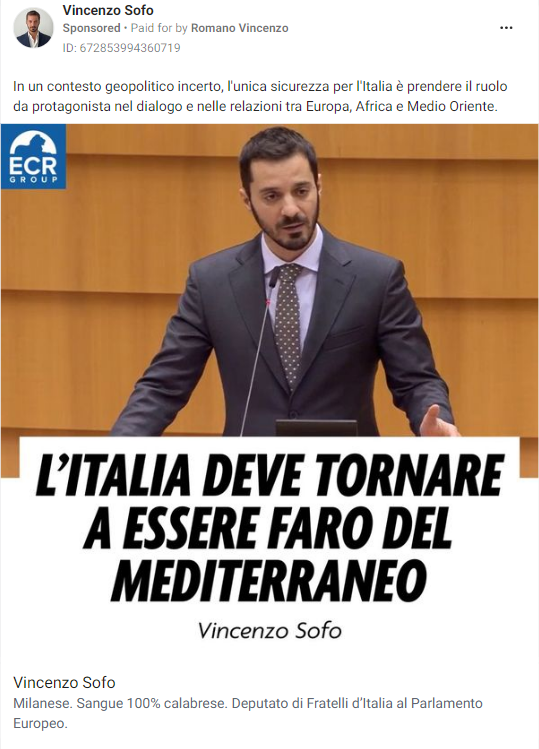 Vincenzo Sofo
Sponsored • Paid for by Romano Vincenzo
ID: 672853994360719
In un contesto geopolitico incerto, l'unica sicurezza per l'Italia è prendere il ruolo
da protagonista nel dialogo e nelle relazioni tra Europa, Africa e Medio Oriente.
ECR
GROUP
L'ITALIA DEVE TORNARE
A ESSERE FARO DEL
MEDITERRANEO
Vincenzo Sofo
Vincenzo Sofo
Milanese. Sangue 100% calabrese. Deputato di Fratelli d'Italia al Parlamento
Europeo.